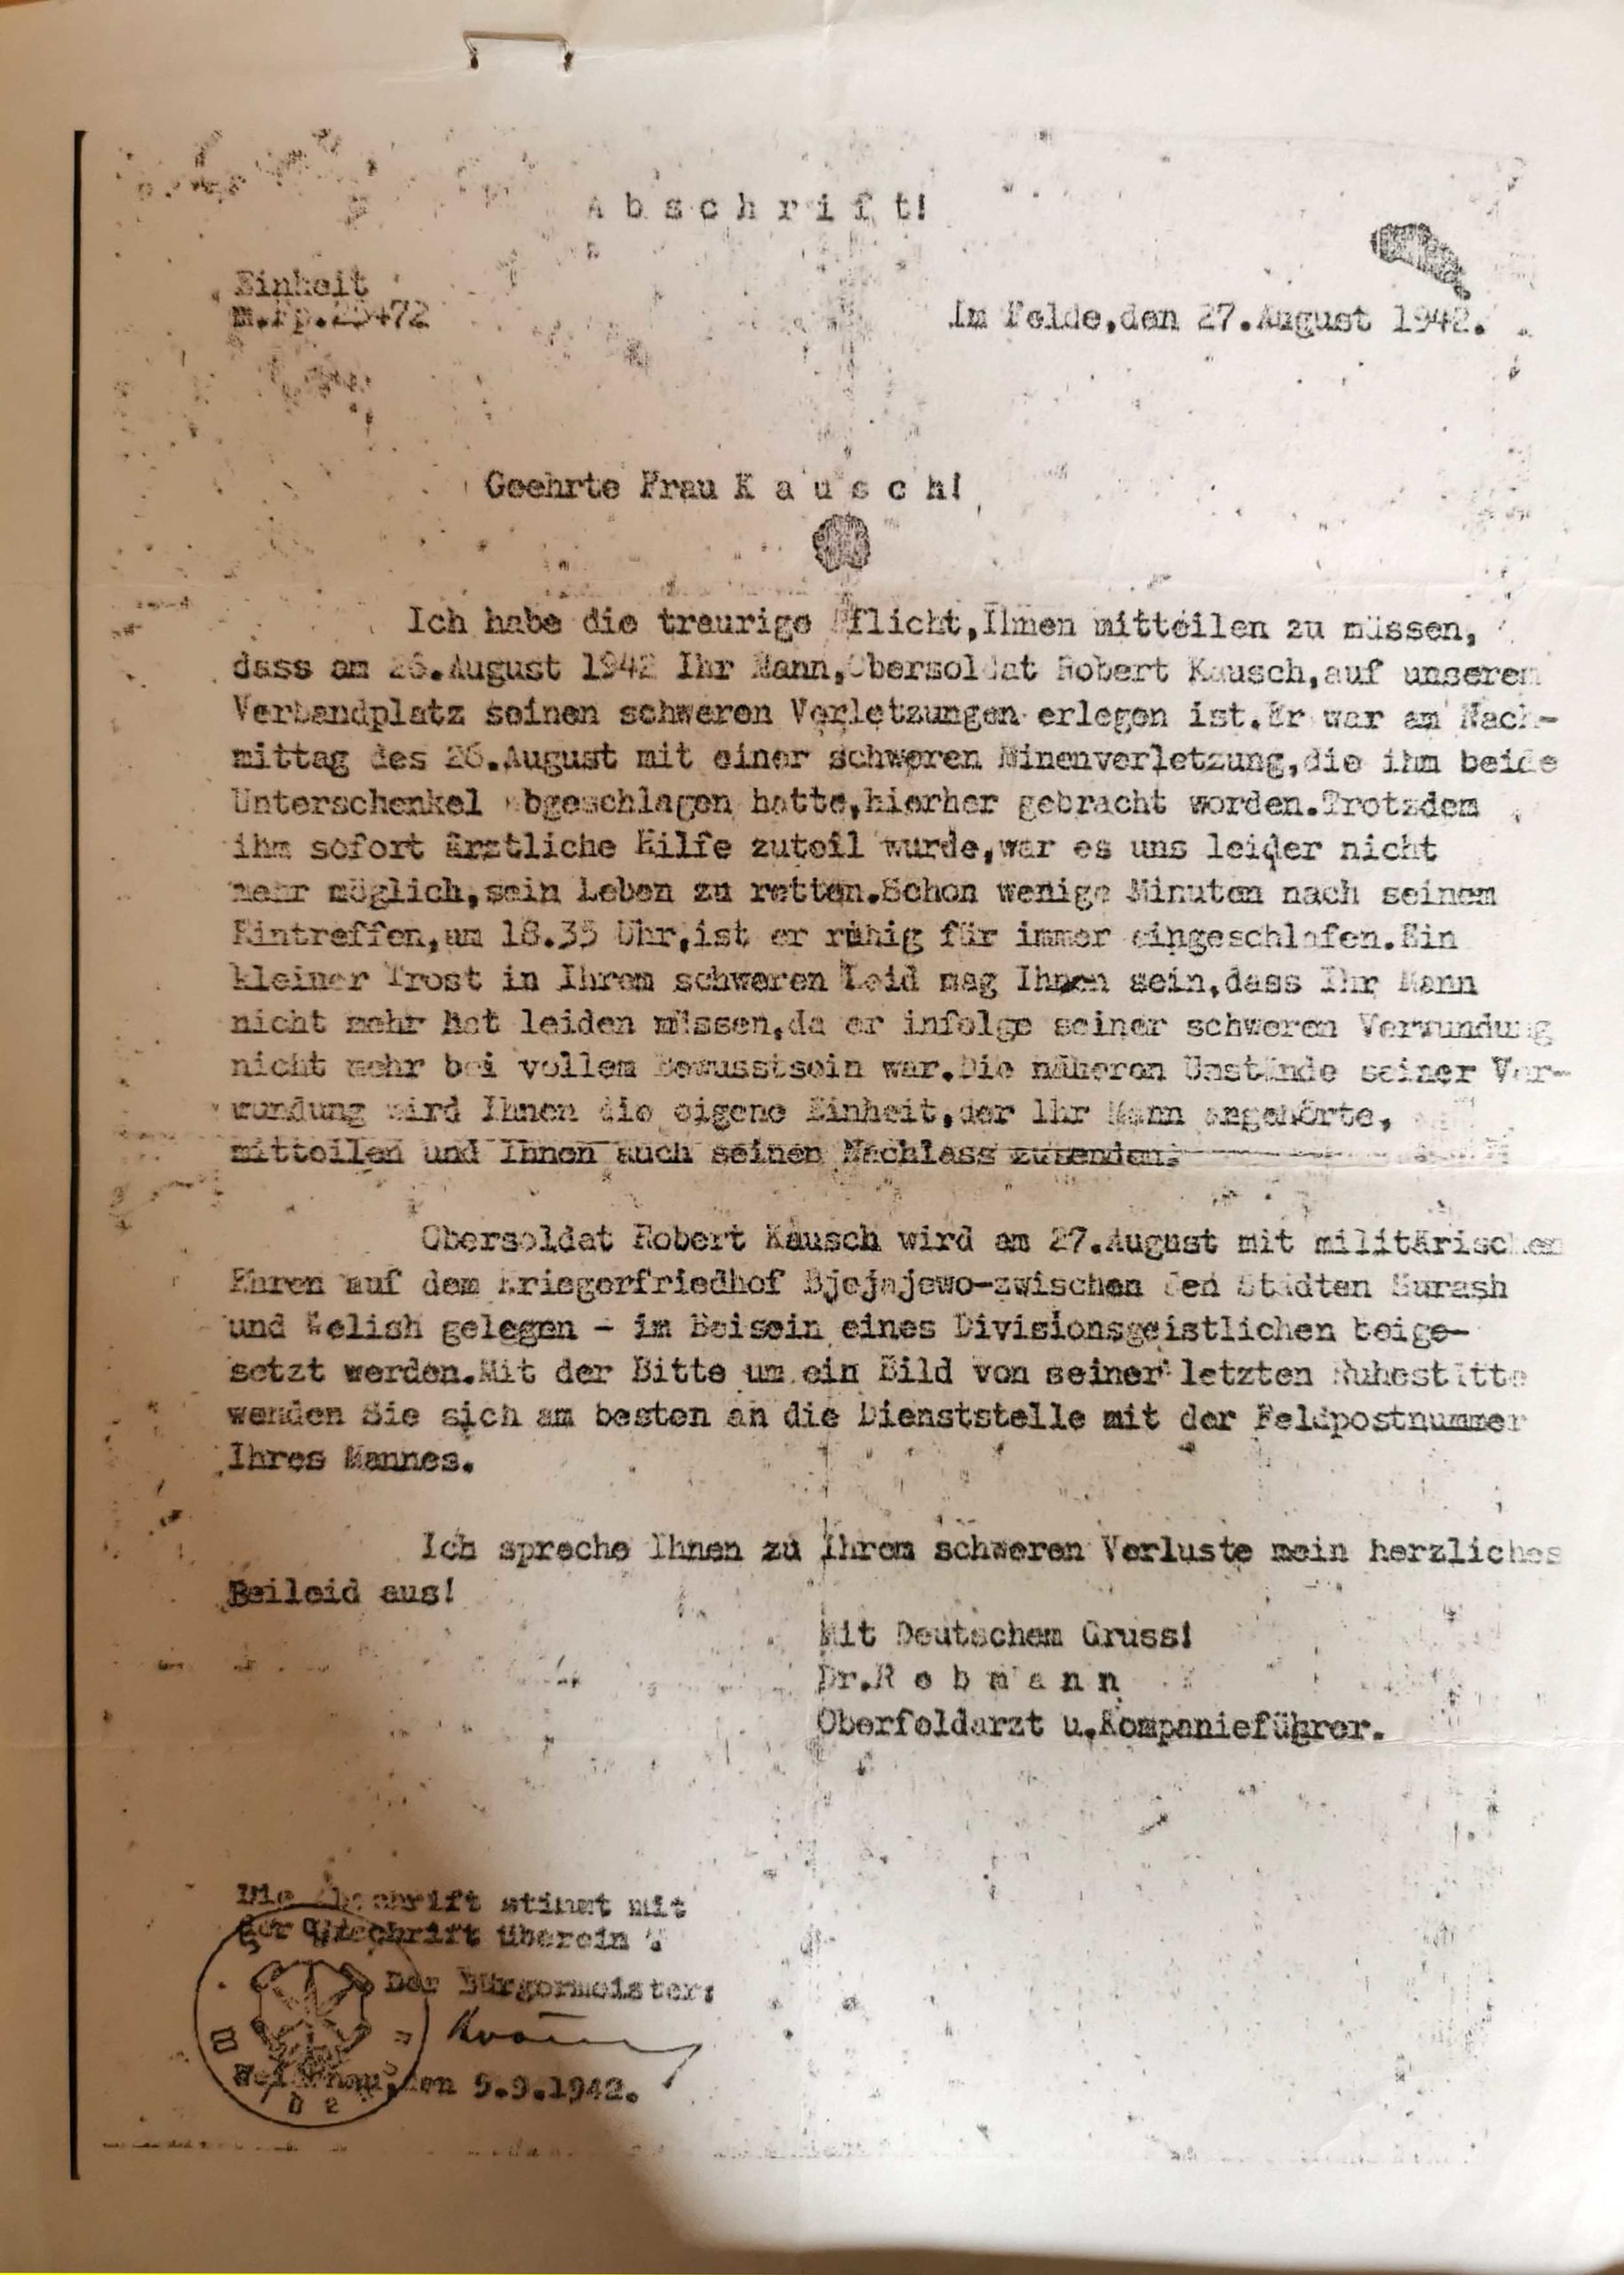 Abschrift!
Einheit
Im Felde,den 27.August 1942.
Geehrte Frau Kausch!
Ich habe die traurige Pflicht,Ihnen mitteilen zu müssen,
dass am 26.August 1942 Ihr Mann,Obersoldat Robert Kausch,auf unserem
Verbandplatz seinen schweren Verletzungen erlegen ist.Er war am Nach-
mittag des 26.August mit einer schweren Minenverletzung,die ihm beide
Unterschenkel abgeschlagen hatte,hierher gebracht worden.Trotzdem
ihm sofort ärztliche Hilfe zuteil wurde,war es uns leider nicht
mehr möglich,sein Leben zu retten.Schon wenige Minuten nach seinem
Eintreffen,um 18.35 Uhr,ist er ruhig für immer eingeschlafen.Ein
kleiner Trost in Ihrem schweren Leid mag Ihnen sein,dass Ihr Mann
nicht mehr hat leiden müssen,da er infolge seiner schweren Verwundung
nicht mehr bei vollem Bewusstsein war.Die näheren Umstände seiner Ver-
wundung wird Ihnen die eigene Einheit,der Ihr Mann angehörte,
mitteilen und Ihnen auch seinen Nachlass zusenden.
Obersoldat Robert Kausch wird am 27.August mit militärischen
Ehren auf dem Kriegerfriedhof Bjejajewo-zwischen den Städten Surash
und Welish gelegen - im Beisein eines Divisionsgeistlichen beige-
setzt werden.Mit der Bitte um ein Bild von seiner letzten Ruhestätte
wenden Sie sich am besten an die Dienststelle mit der Feldpostnummer
Ihres Mannes.
Ich spreche Ihnen zu Ihrem schweren Verluste mein herzliches
Beileid aus!
Mit Deutschem Gruss!
Dr.Rebmann
Oberfeldarzt u.Kompanieführer.
Die Abschrift stimmt mit
der Urschrift überein
Der Bürgermeister:
den 5.9.1942.